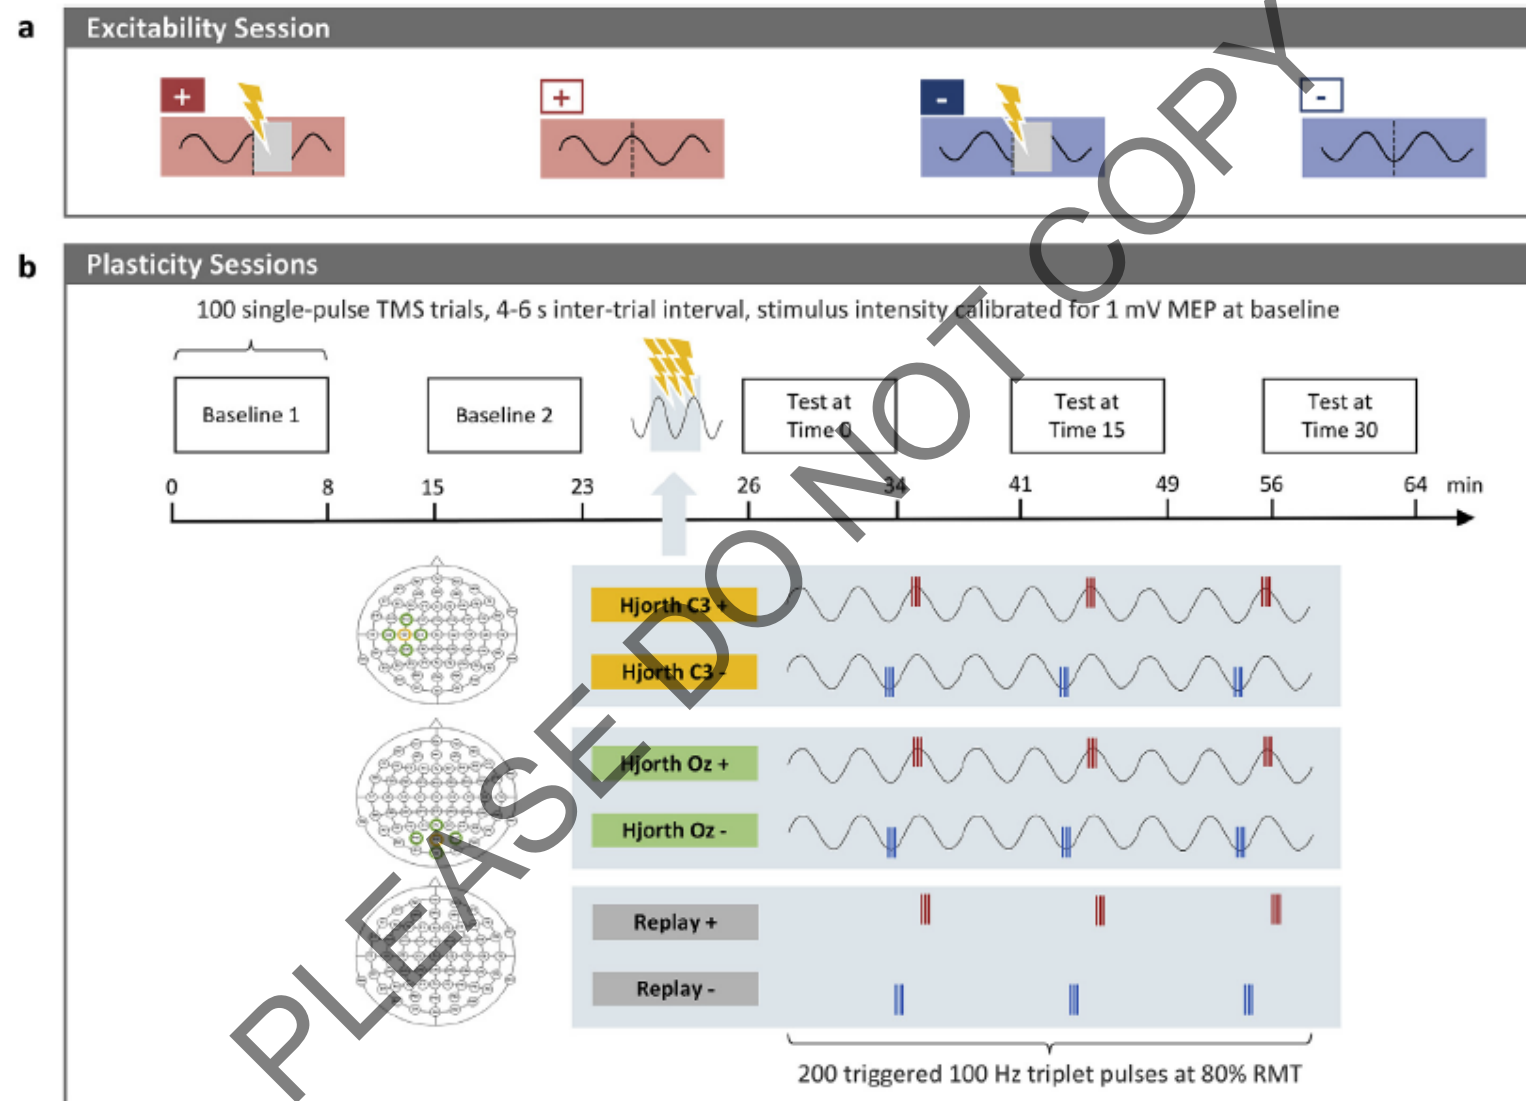 a
Excitability Session
+
+
-
-
b
Plasticity Sessions
100 single-pulse TMS trials, 4-6 s inter-trial interval, stimulus intensity calibrated for 1 mV MEP at baseline
Baseline 1
Baseline 2
Test at
Time 0
Test at
Time 15
Test at
Time 30
0 8 15 23 26 34 41 49 56 64 min
Hjorth C3 +
Hjorth C3 -
Hjorth Oz +
Hjorth Oz -
Replay +
Replay -
200 triggered 100 Hz triplet pulses at 80% RMT
PLEASE DO NOT COPY